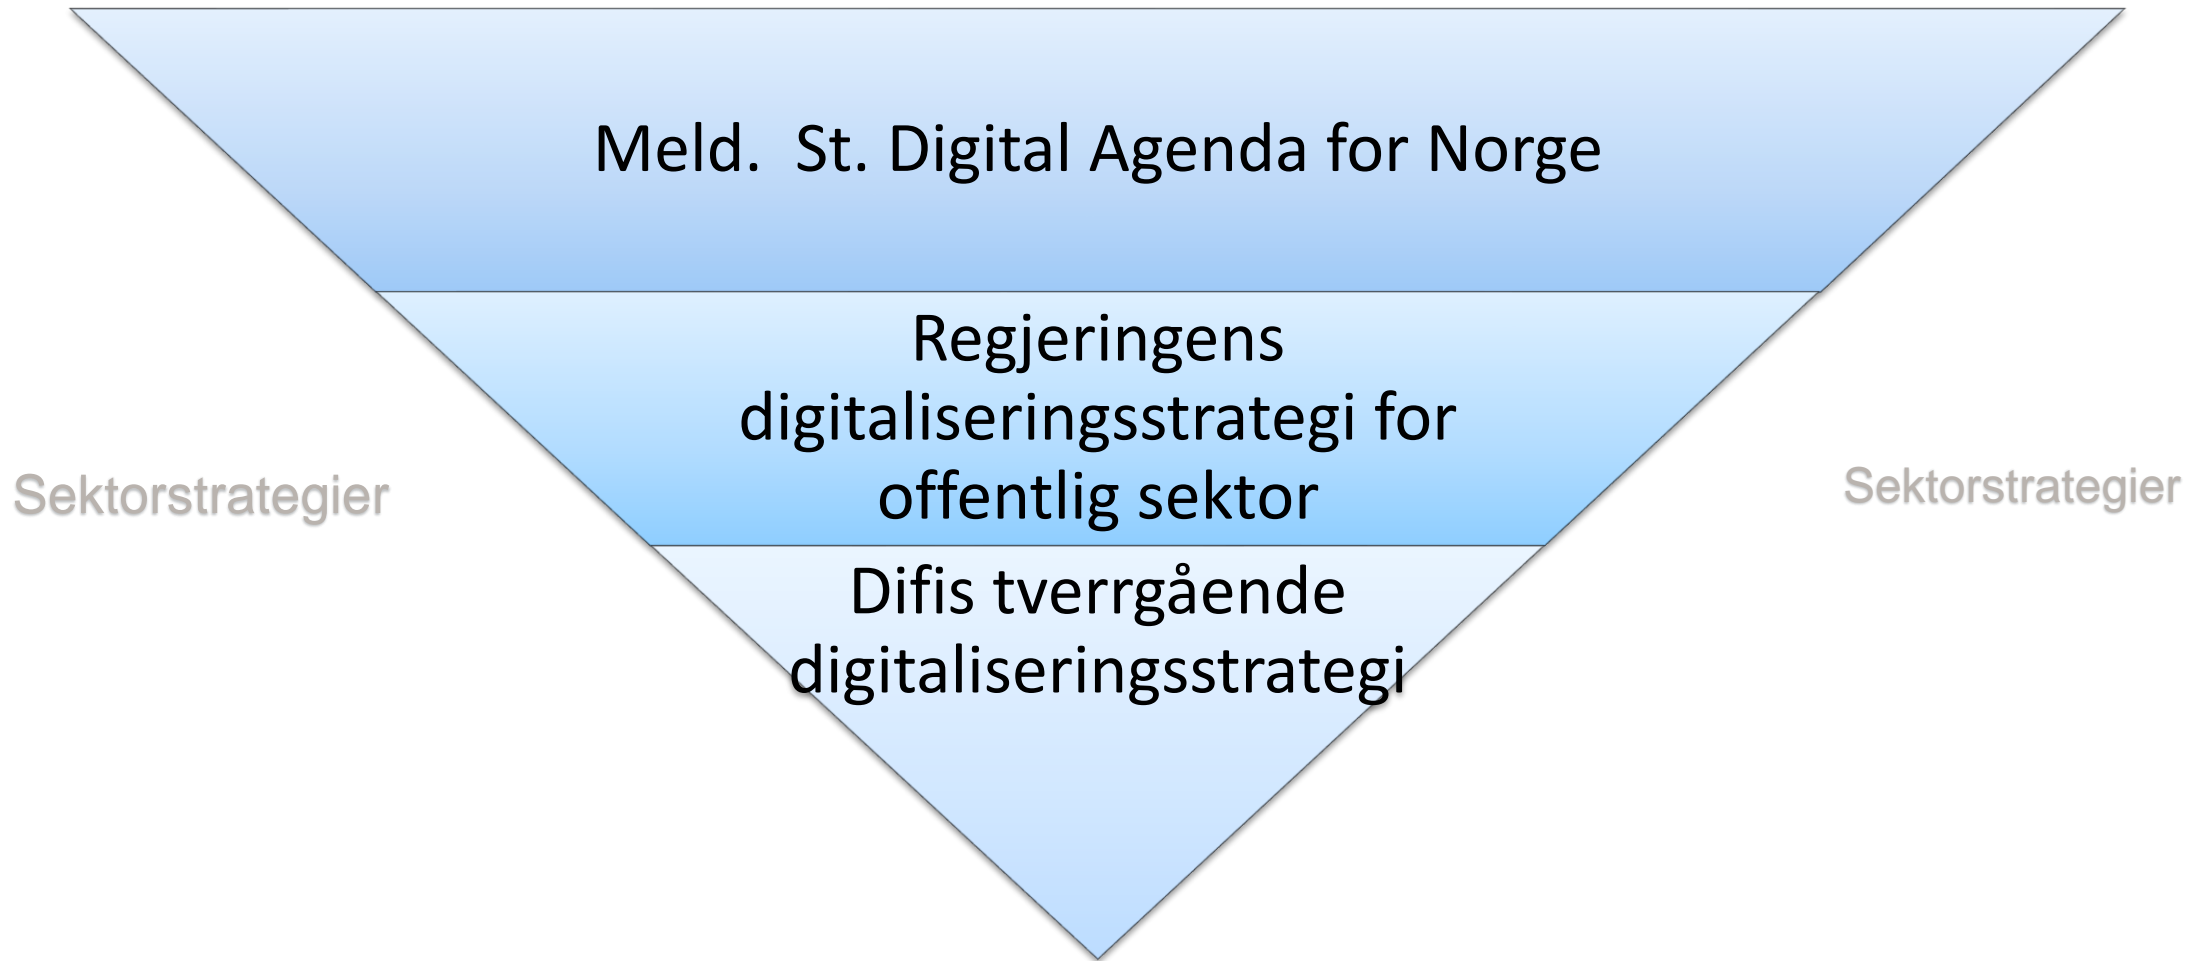 Meld.  St. Digital Agenda for Norge
Regjeringens
digitaliseringsstrategi for
offentlig sektor
Sektorstrategier
Sektorstrategier
Difis tverrgående
digitaliseringsstrategi